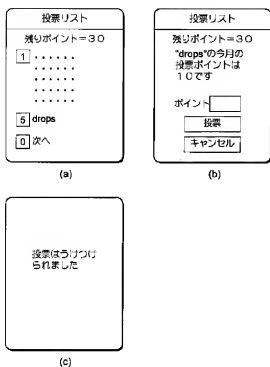 投票リスト
残りポイント=30
1 ・・・・・・
・・・・・・
・・・・・・
・・・・・・
・・・・・・
5 drops
0 次へ
(a)
投票リスト
残りポイント=30
"drops"の今月の
投票ポイントは
10です
ポイント
投票
キャンセル
(b)
投票はうけつけ
られました
(c)